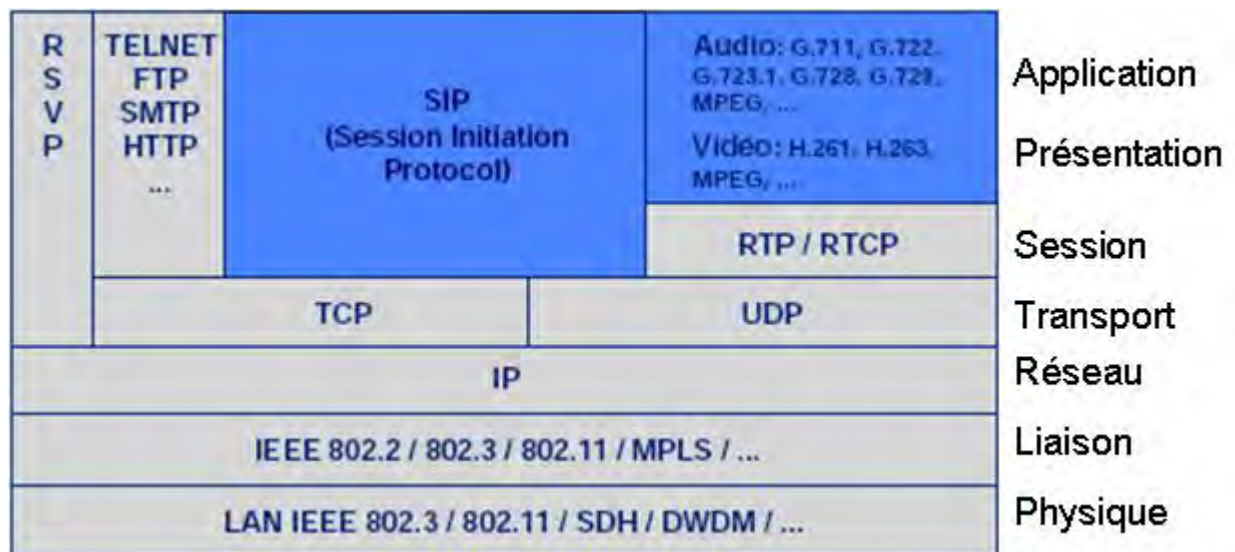 R
S
V
P
TELNET
FTP
SMTP
HTTP
...
SIP
(Session Initiation
Protocol)
Audio: G.711, G.722,
G.723.1, G.728, G.729,
MPEG, ...
Vidéo: H.261, H.263,
MPEG, ...
RTP / RTCP
TCP
UDP
IP
IEEE 802.2 / 802.3 / 802.11 / MPLS / ...
LAN IEEE 802.3 / 802.11 / SDH / DWDM / ...
Application
Présentation
Session
Transport
Réseau
Liaison
Physique